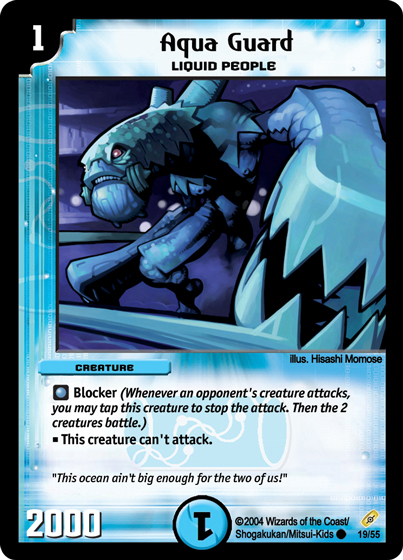 1
Aqua Guard
LIQUID PEOPLE
illus. Hisashi Momose
CREATURE
Blocker (Whenever an opponent's creature attacks,
you may tap this creature to stop the attack. Then the 2
creatures battle.)
▪ This creature can't attack.
"This ocean ain't big enough for the two of us!"
2000
1
©2004 Wizards of the Coast/
Shogakukan/Mitsui-Kids ● 19/55